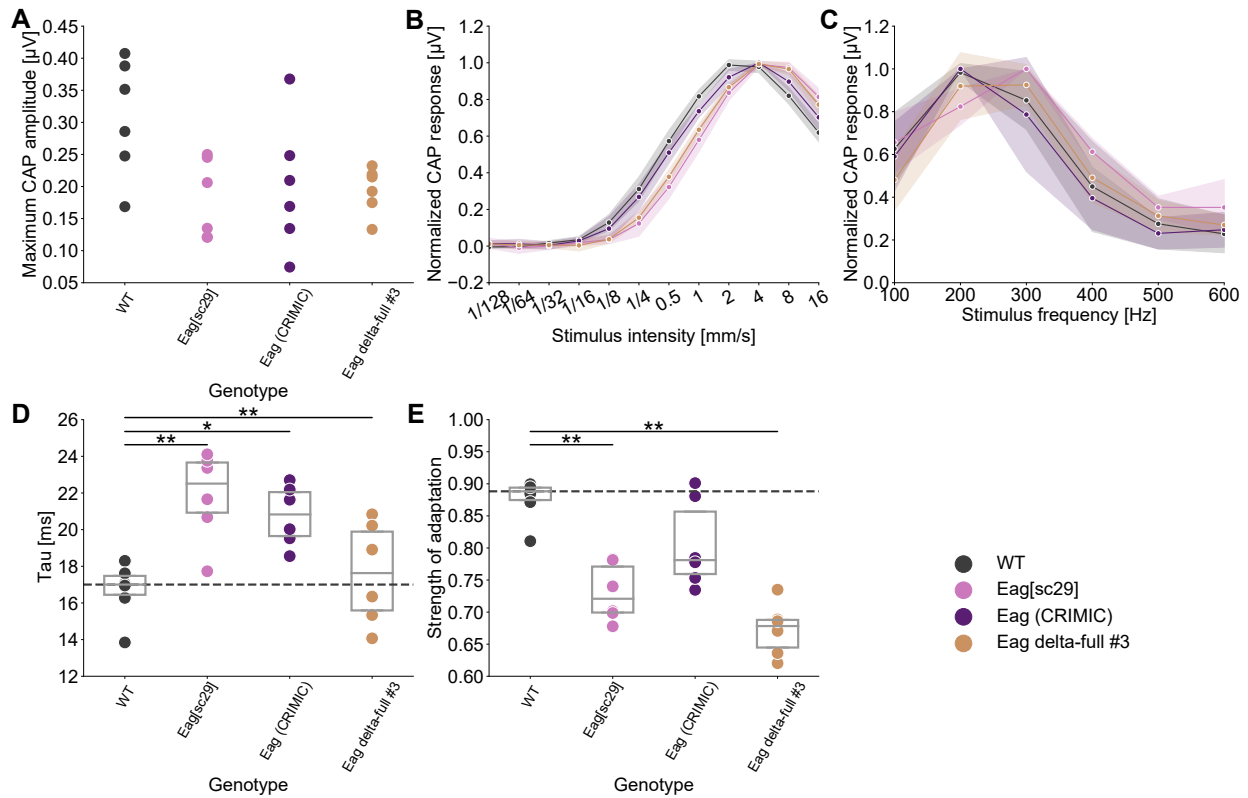 A
Maximum CAP amplitude [µV]
0.45
0.40
0.35
0.30
0.25
0.20
0.15
0.10
0.05
WT
Eag[sc29]
Eag (CRIMIC)
Eag delta-full #3
Genotype
B
Normalized CAP response [µV]
1.2
1.0
0.8
0.6
0.4
0.2
0.0
−0.2
1/128
1/64
1/32
1/16
1/8
1/4
0.5
1
2
4
8
16
Stimulus intensity [mm/s]
C
Normalized CAP response [µV]
1.2
1.0
0.8
0.6
0.4
0.2
0.0
100 200 300 400 500 600
Stimulus frequency [Hz]
D
Tau [ms]
26
24
22
20
18
16
14
12
**
*
**
WT
Eag[sc29]
Eag (CRIMIC)
Eag delta-full #3
Genotype
E
Strength of adaptation
1.00
0.95
0.90
0.85
0.80
0.75
0.70
0.65
0.60
**
**
WT
Eag[sc29]
Eag (CRIMIC)
Eag delta-full #3
Genotype
WT
Eag[sc29]
Eag (CRIMIC)
Eag delta-full #3